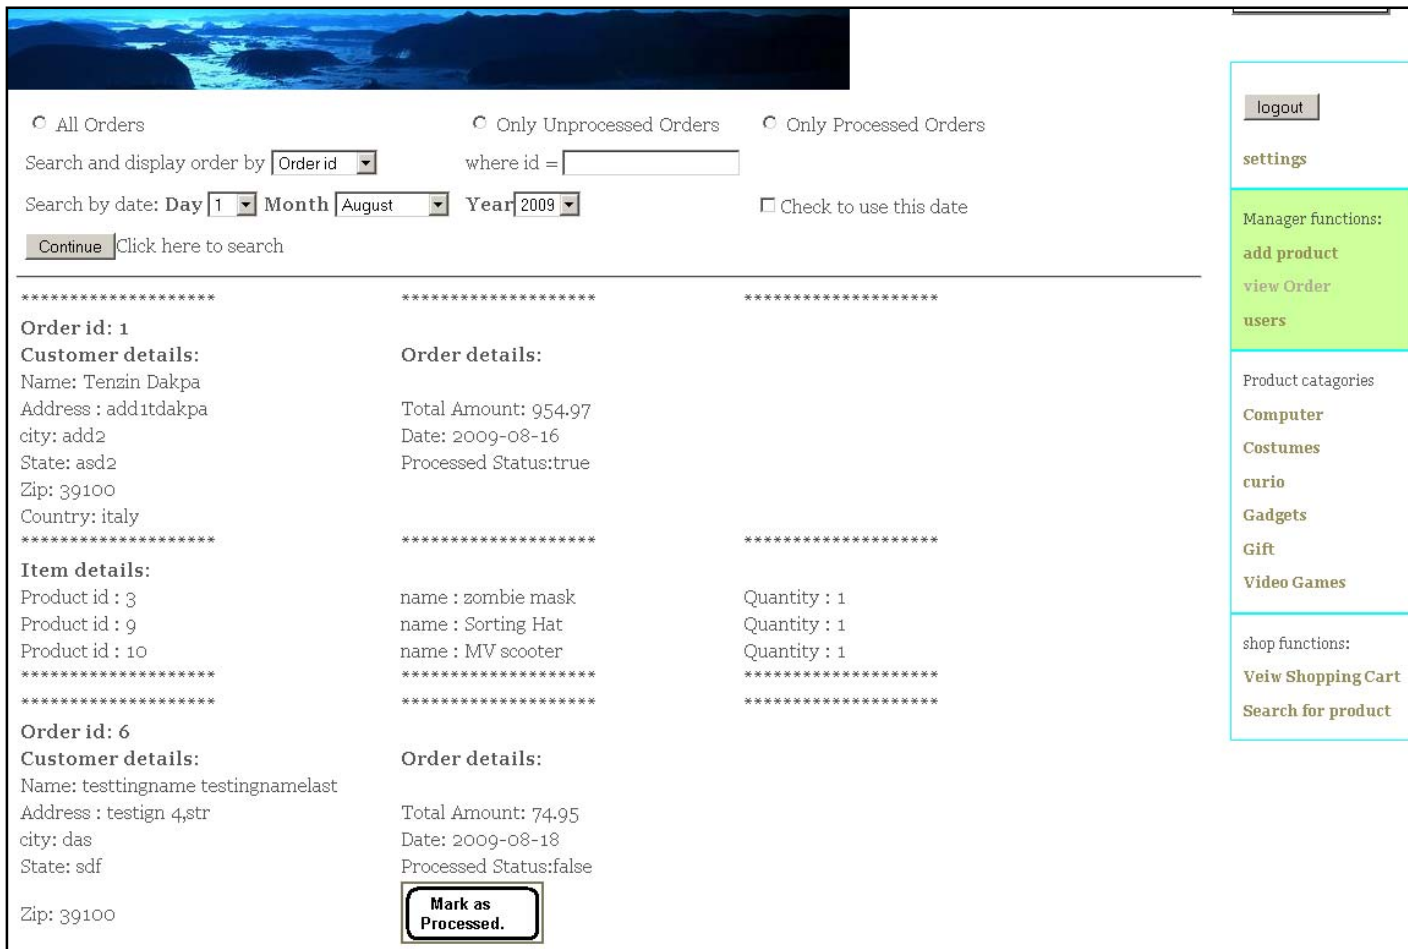 All Orders Only Unprocessed Orders Only Processed Orders
Search and display order by Order id where id =
Search by date: Day 1 Month August Year 2009 Check to use this date
Continue Click here to search
******************** ******************** ********************
Order id: 1
Customer details: Order details:
Name: Tenzin Dakpa
Address : add1tdakpa Total Amount: 954.97
city: add2 Date: 2009-08-16
State: asd2 Processed Status:true
Zip: 39100
Country: italy
******************** ******************** ********************
Item details:
Product id : 3 name : zombie mask Quantity : 1
Product id : 9 name : Sorting Hat Quantity : 1
Product id : 10 name : MV scooter Quantity : 1
******************** ******************** ********************
******************** ******************** ********************
Order id: 6
Customer details: Order details:
Name: testtingname testingnamelast
Address : testign 4,str Total Amount: 74.95
city: das Date: 2009-08-18
State: sdf Processed Status:false
Mark as
Processed.
Zip: 39100
logout
settings
Manager functions:
add product
view Order
users
Product catagories
Computer
Costumes
curio
Gadgets
Gift
Video Games
shop functions:
Veiw Shopping Cart
Search for product